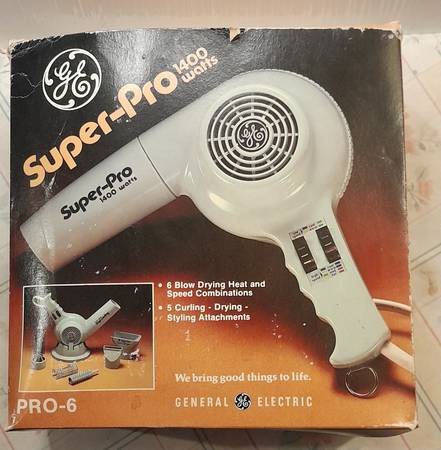 GE
Super-Pro
1400
watts
GE
Super-Pro
1400 watts
• 6 Blow Drying Heat and
Speed Combinations
• 5 Curling - Drying -
Styling Attachments
We bring good things to life.
PRO-6
GENERAL GE ELECTRIC